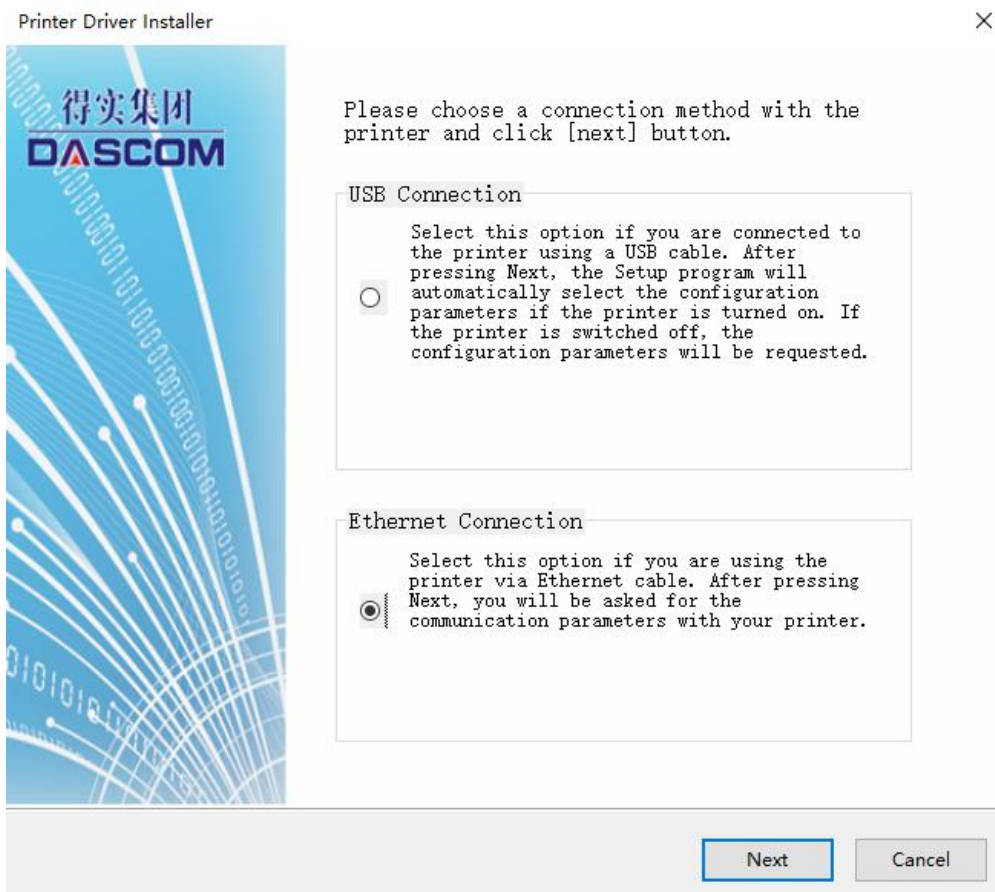 Printer Driver Installer
得实集团
DASCOM
Please choose a connection method with the
printer and click [next] button.
USB Connection
Select this option if you are connected to
the printer using a USB cable. After
pressing Next, the Setup program will
automatically select the configuration
parameters if the printer is turned on. If
the printer is switched off, the
configuration parameters will be requested.
Ethernet Connection
Select this option if you are using the
printer via Ethernet cable. After pressing
Next, you will be asked for the
communication parameters with your printer.
Next
Cancel